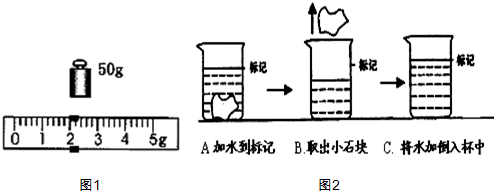 50g
0 1 2 3 4 5g
图1
标记 标记 标记
A.加水到标记 B.取出小石块 C.将水加倒入杯中
图2